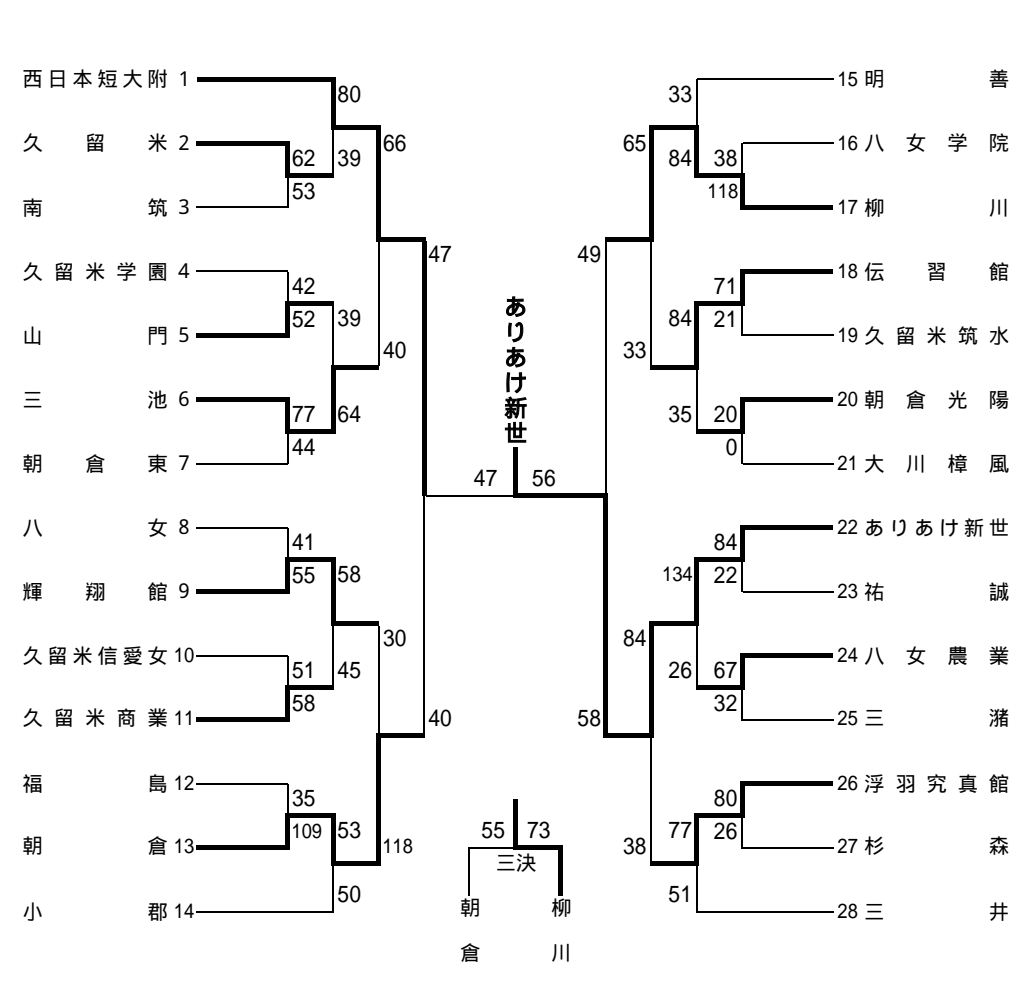 西日本短大附 1
久留米 2
南筑 3
久留米学園 4
山門 5
三池 6
朝倉東 7
八女 8
輝翔館 9
久留米信愛女 10
久留米商業 11
福島 12
朝倉 13
小郡 14
80
39
62
53
66
42
52
39
40
77
44
64
47
41
55
58
30
51
58
45
40
35
109
53
118
50
ありあけ新世
47 56
55 73
三決
朝倉
柳川
33
65
84
38
118
49
71
21
84
33
35
20
0
84
22
134
84
26
67
32
58
80
26
77
38
51
15 明善
16 八女学院
17 柳川
18 伝習館
19 久留米筑水
20 朝倉光陽
21 大川樟風
22 ありあけ新世
23 祐誠
24 八女農業
25 三潴
26 浮羽究真館
27 杉森
28 三井